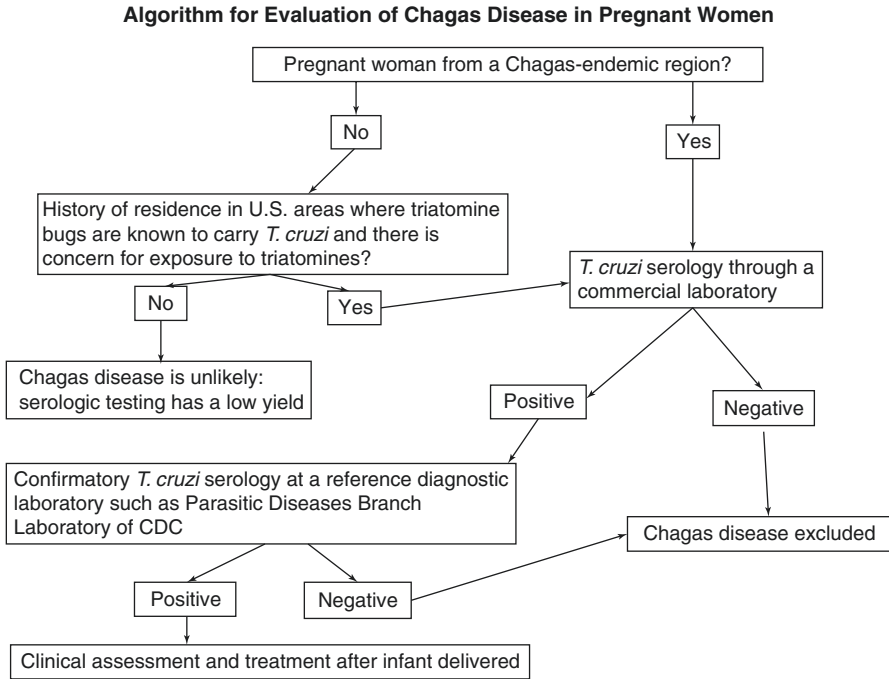 Algorithm for Evaluation of Chagas Disease in Pregnant Women
Pregnant woman from a Chagas-endemic region?
No
Yes
History of residence in U.S. areas where triatomine
bugs are known to carry T. cruzi and there is
concern for exposure to triatomines?
T. cruzi serology through a
commercial laboratory
No
Yes
Chagas disease is unlikely:
serologic testing has a low yield
Positive
Negative
Confirmatory T. cruzi serology at a reference diagnostic
laboratory such as Parasitic Diseases Branch
Laboratory of CDC
Chagas disease excluded
Positive
Negative
Clinical assessment and treatment after infant delivered